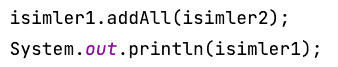 isimler1.addAll(isimler2);
System.out.println(isimler1);